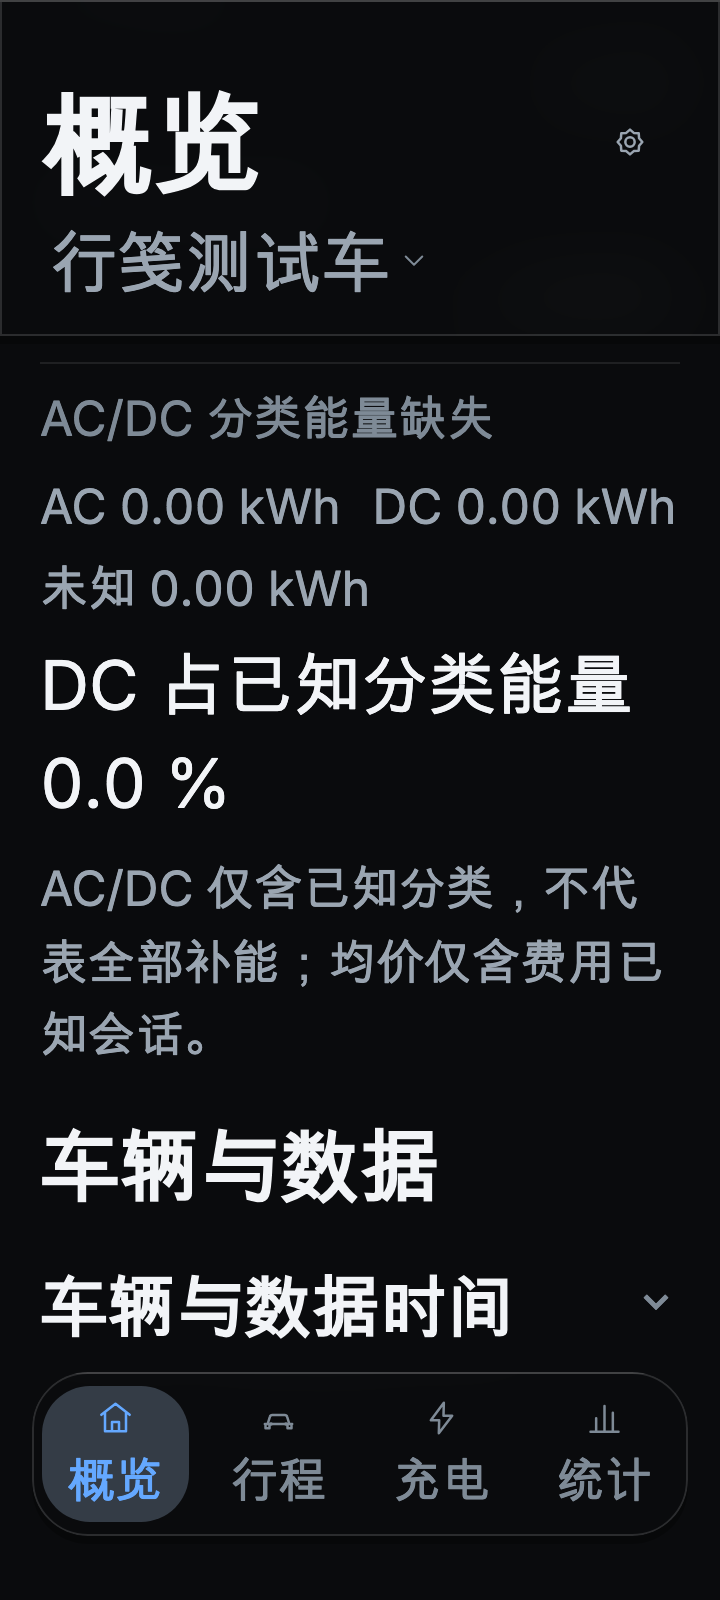 概览
行笺测试车
AC/DC 分类能量缺失
AC 0.00 kWh DC 0.00 kWh
未知 0.00 kWh
DC 占已知分类能量
0.0 %
AC/DC 仅含已知分类，不代
表全部补能；均价仅含费用已
知会话。
车辆与数据
车辆与数据时间
概览 行程 充电 统计